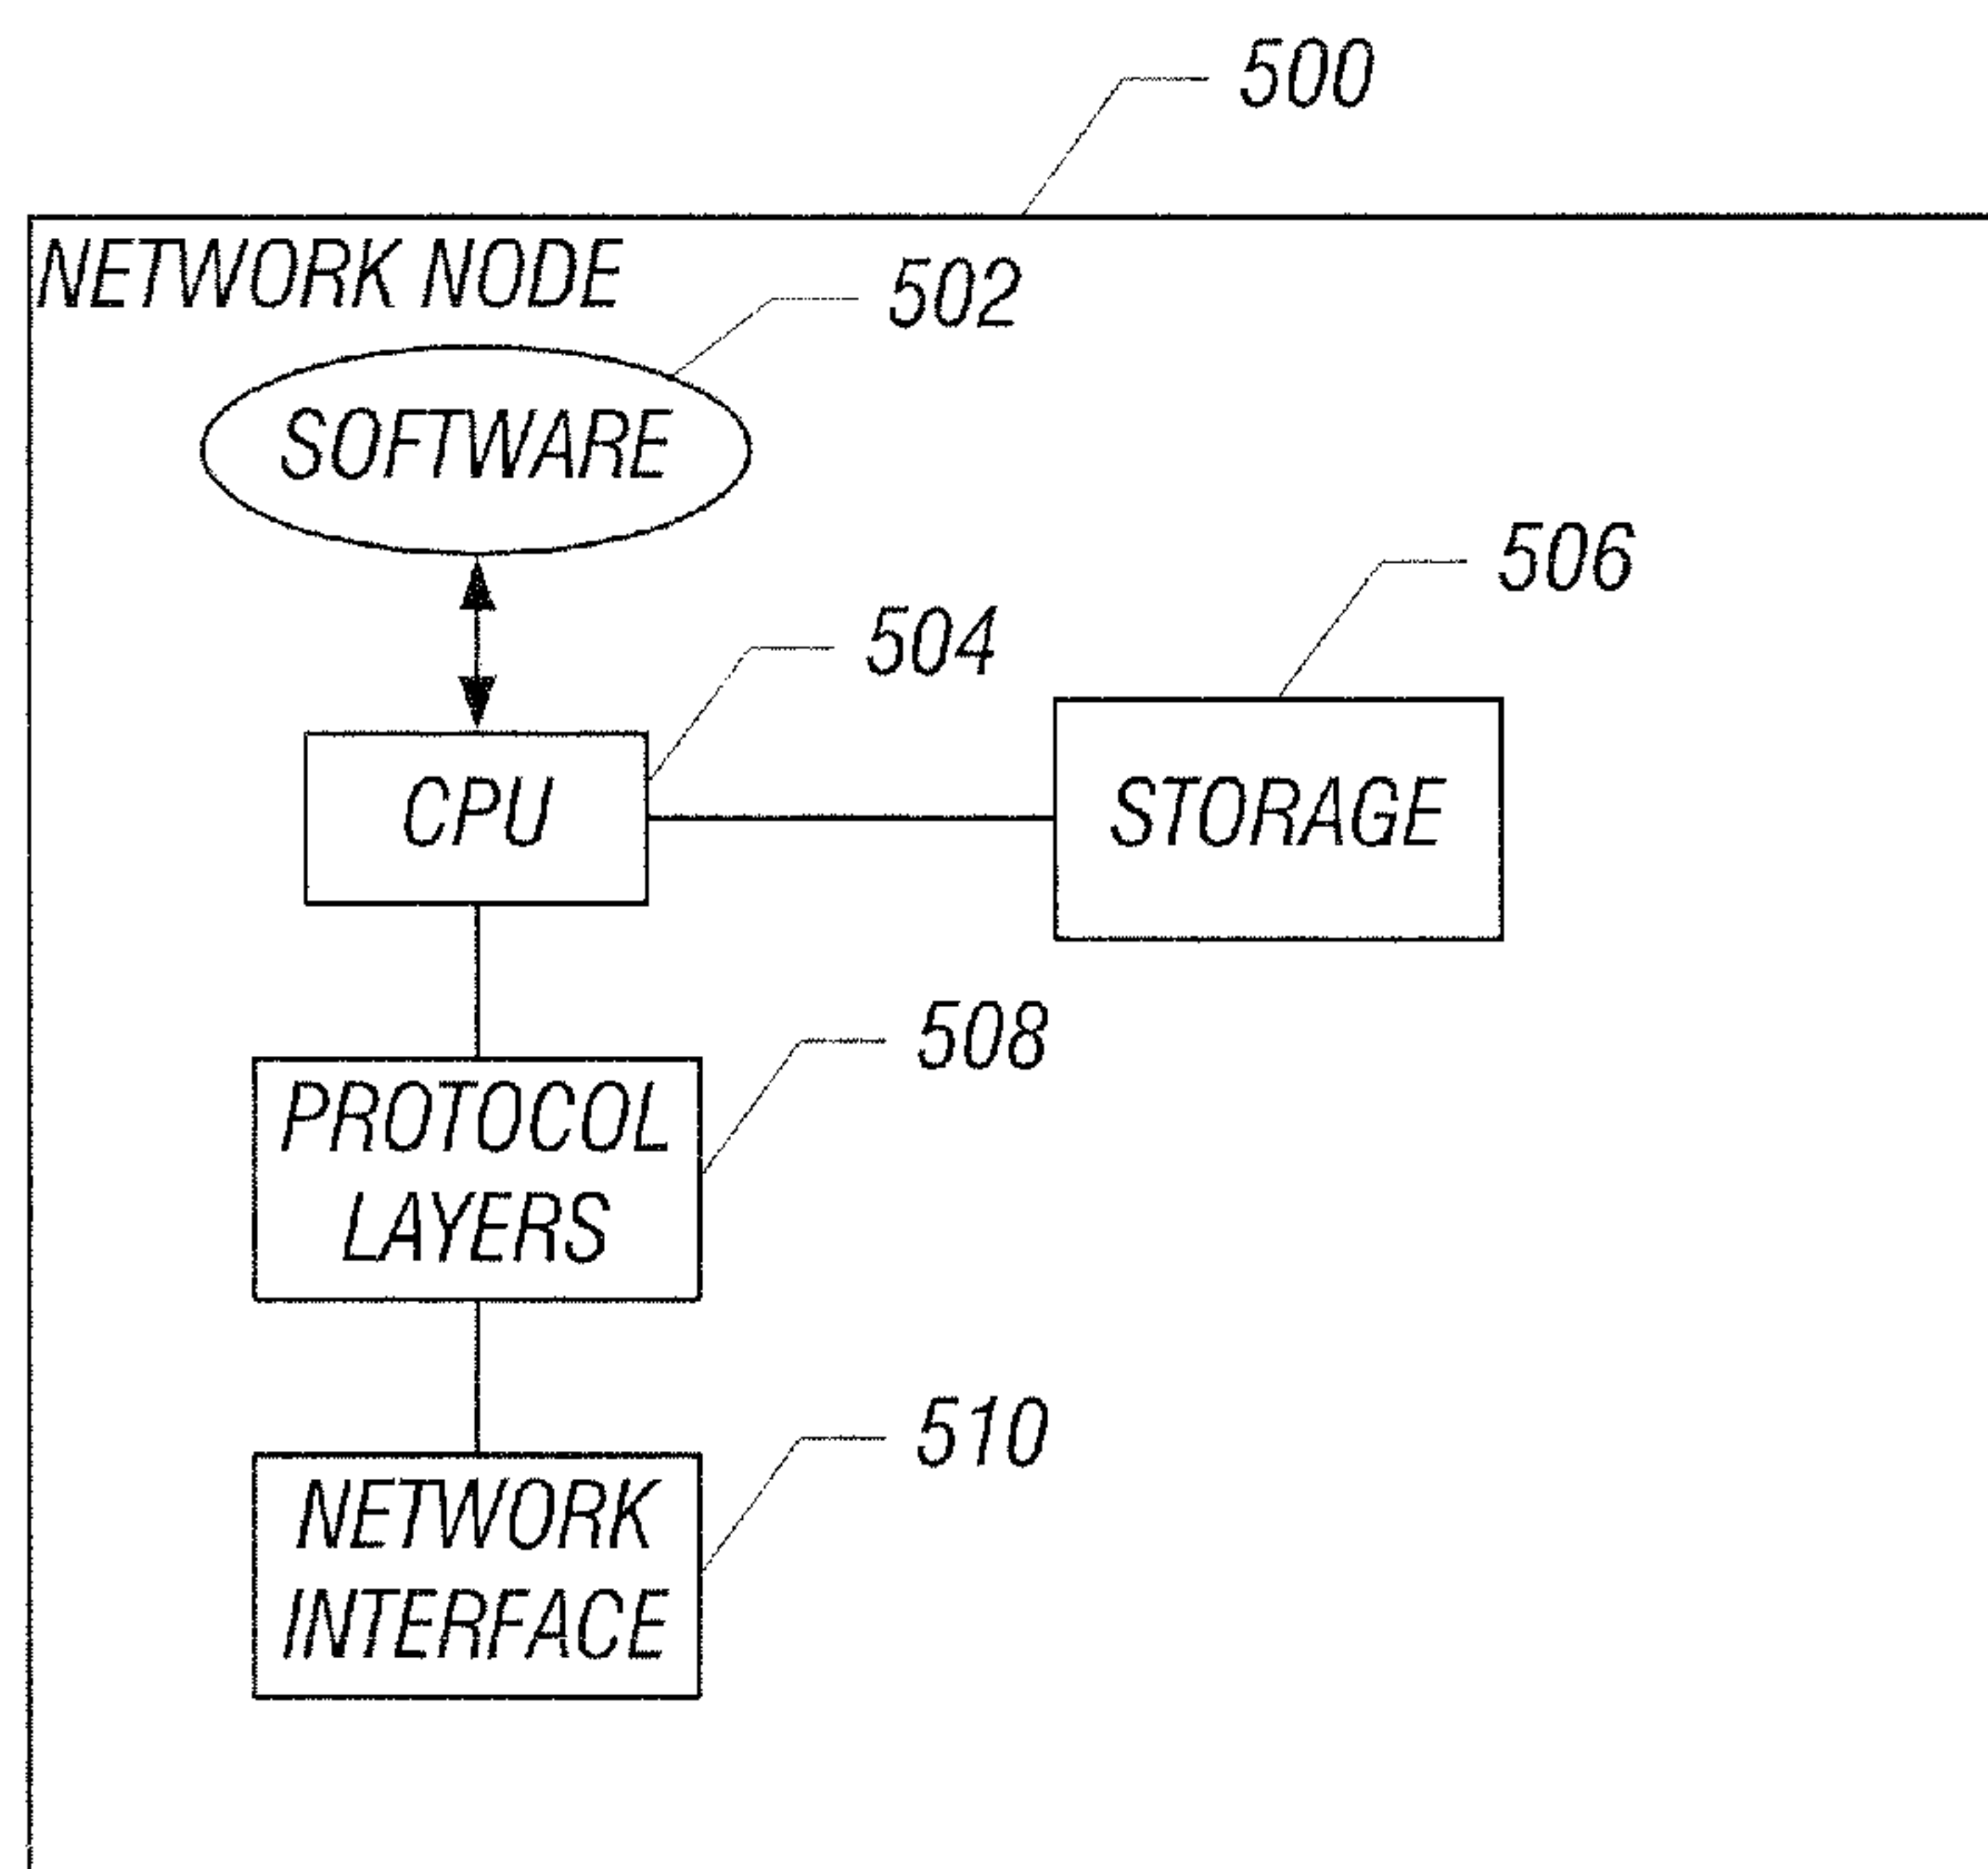 500
NETWORK NODE
502
SOFTWARE
506
504
CPU
STORAGE
508
PROTOCOL
LAYERS
510
NETWORK
INTERFACE